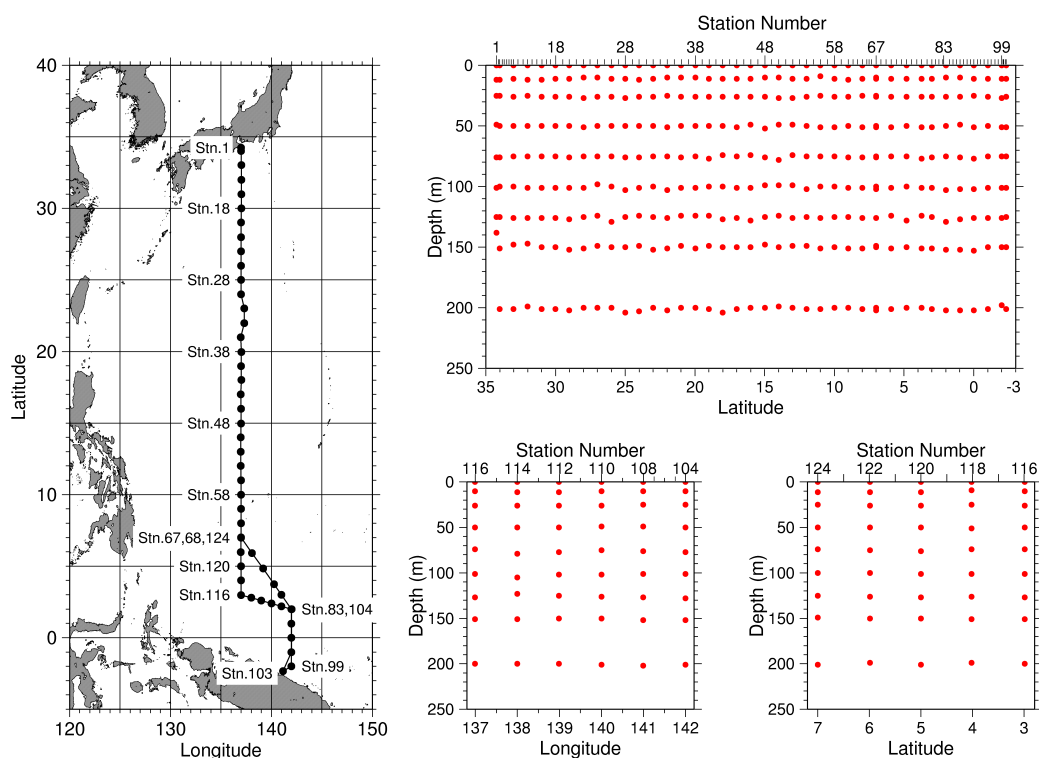 40
30
20
10
0
Latitude
120
130
140
150
Longitude
Stn.1
Stn.18
Stn.28
Stn.38
Stn.48
Stn.58
Stn.67,68,124
Stn.120
Stn.116
Stn.83,104
Stn.99
Stn.103
Station Number
1 18 28 38 48 58 67 83 99
0
50
100
150
200
250
Depth (m)
35 30 25 20 15 10 5 0 -3
Latitude
Station Number
116 114 112 110 108 104
0
50
100
150
200
250
Depth (m)
137 138 139 140 141 142
Longitude
Station Number
124 122 120 118 116
0
50
100
150
200
250
Depth (m)
7 6 5 4 3
Latitude